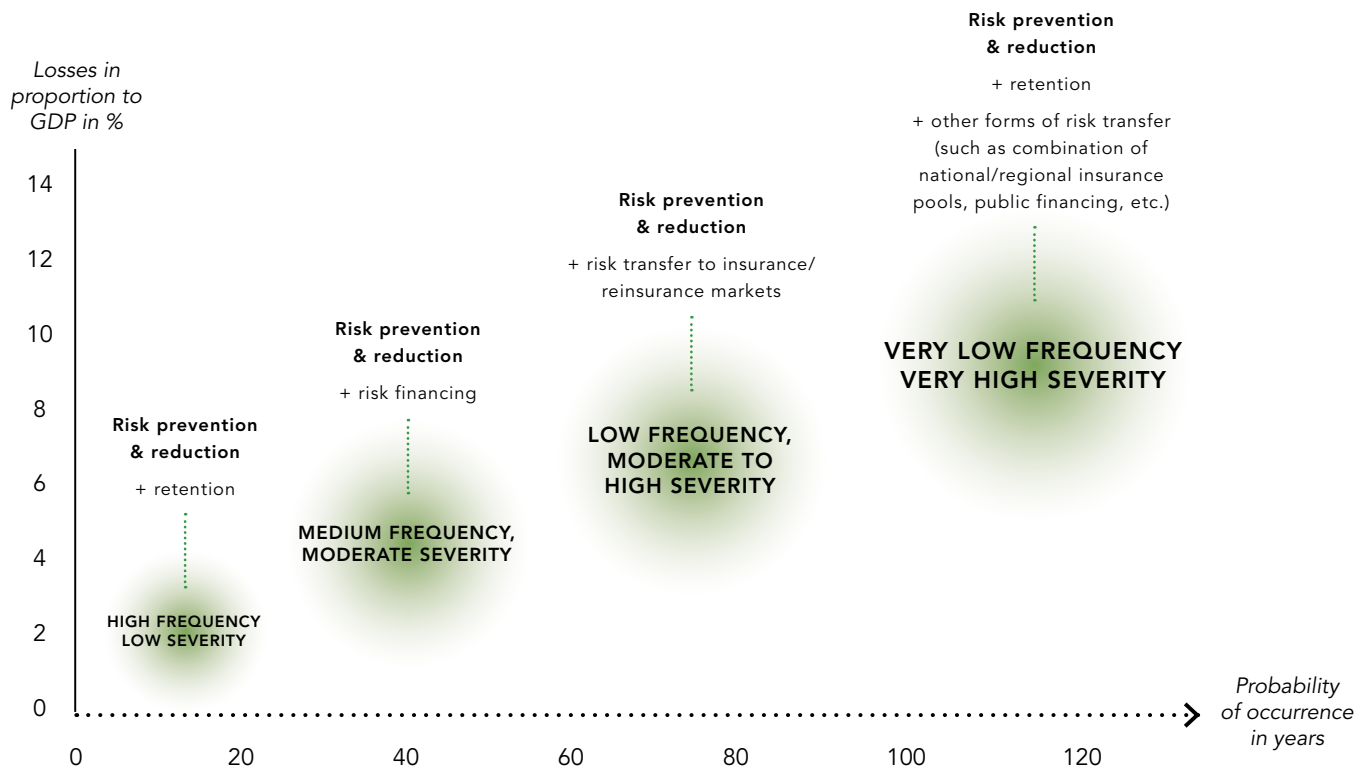 Losses in
proportion to
GDP in %
14
12
10
8
6
4
2
0
Risk prevention
& reduction
+ retention
HIGH FREQUENCY
LOW SEVERITY
Risk prevention
& reduction
+ risk financing
MEDIUM FREQUENCY,
MODERATE SEVERITY
Risk prevention
& reduction
+ risk transfer to insurance/
reinsurance markets
LOW FREQUENCY,
MODERATE TO
HIGH SEVERITY
Risk prevention
& reduction
+ retention
+ other forms of risk transfer
(such as combination of
national/regional insurance
pools, public financing, etc.)
VERY LOW FREQUENCY
VERY HIGH SEVERITY
0 20 40 60 80 100 120
Probability
of occurrence
in years